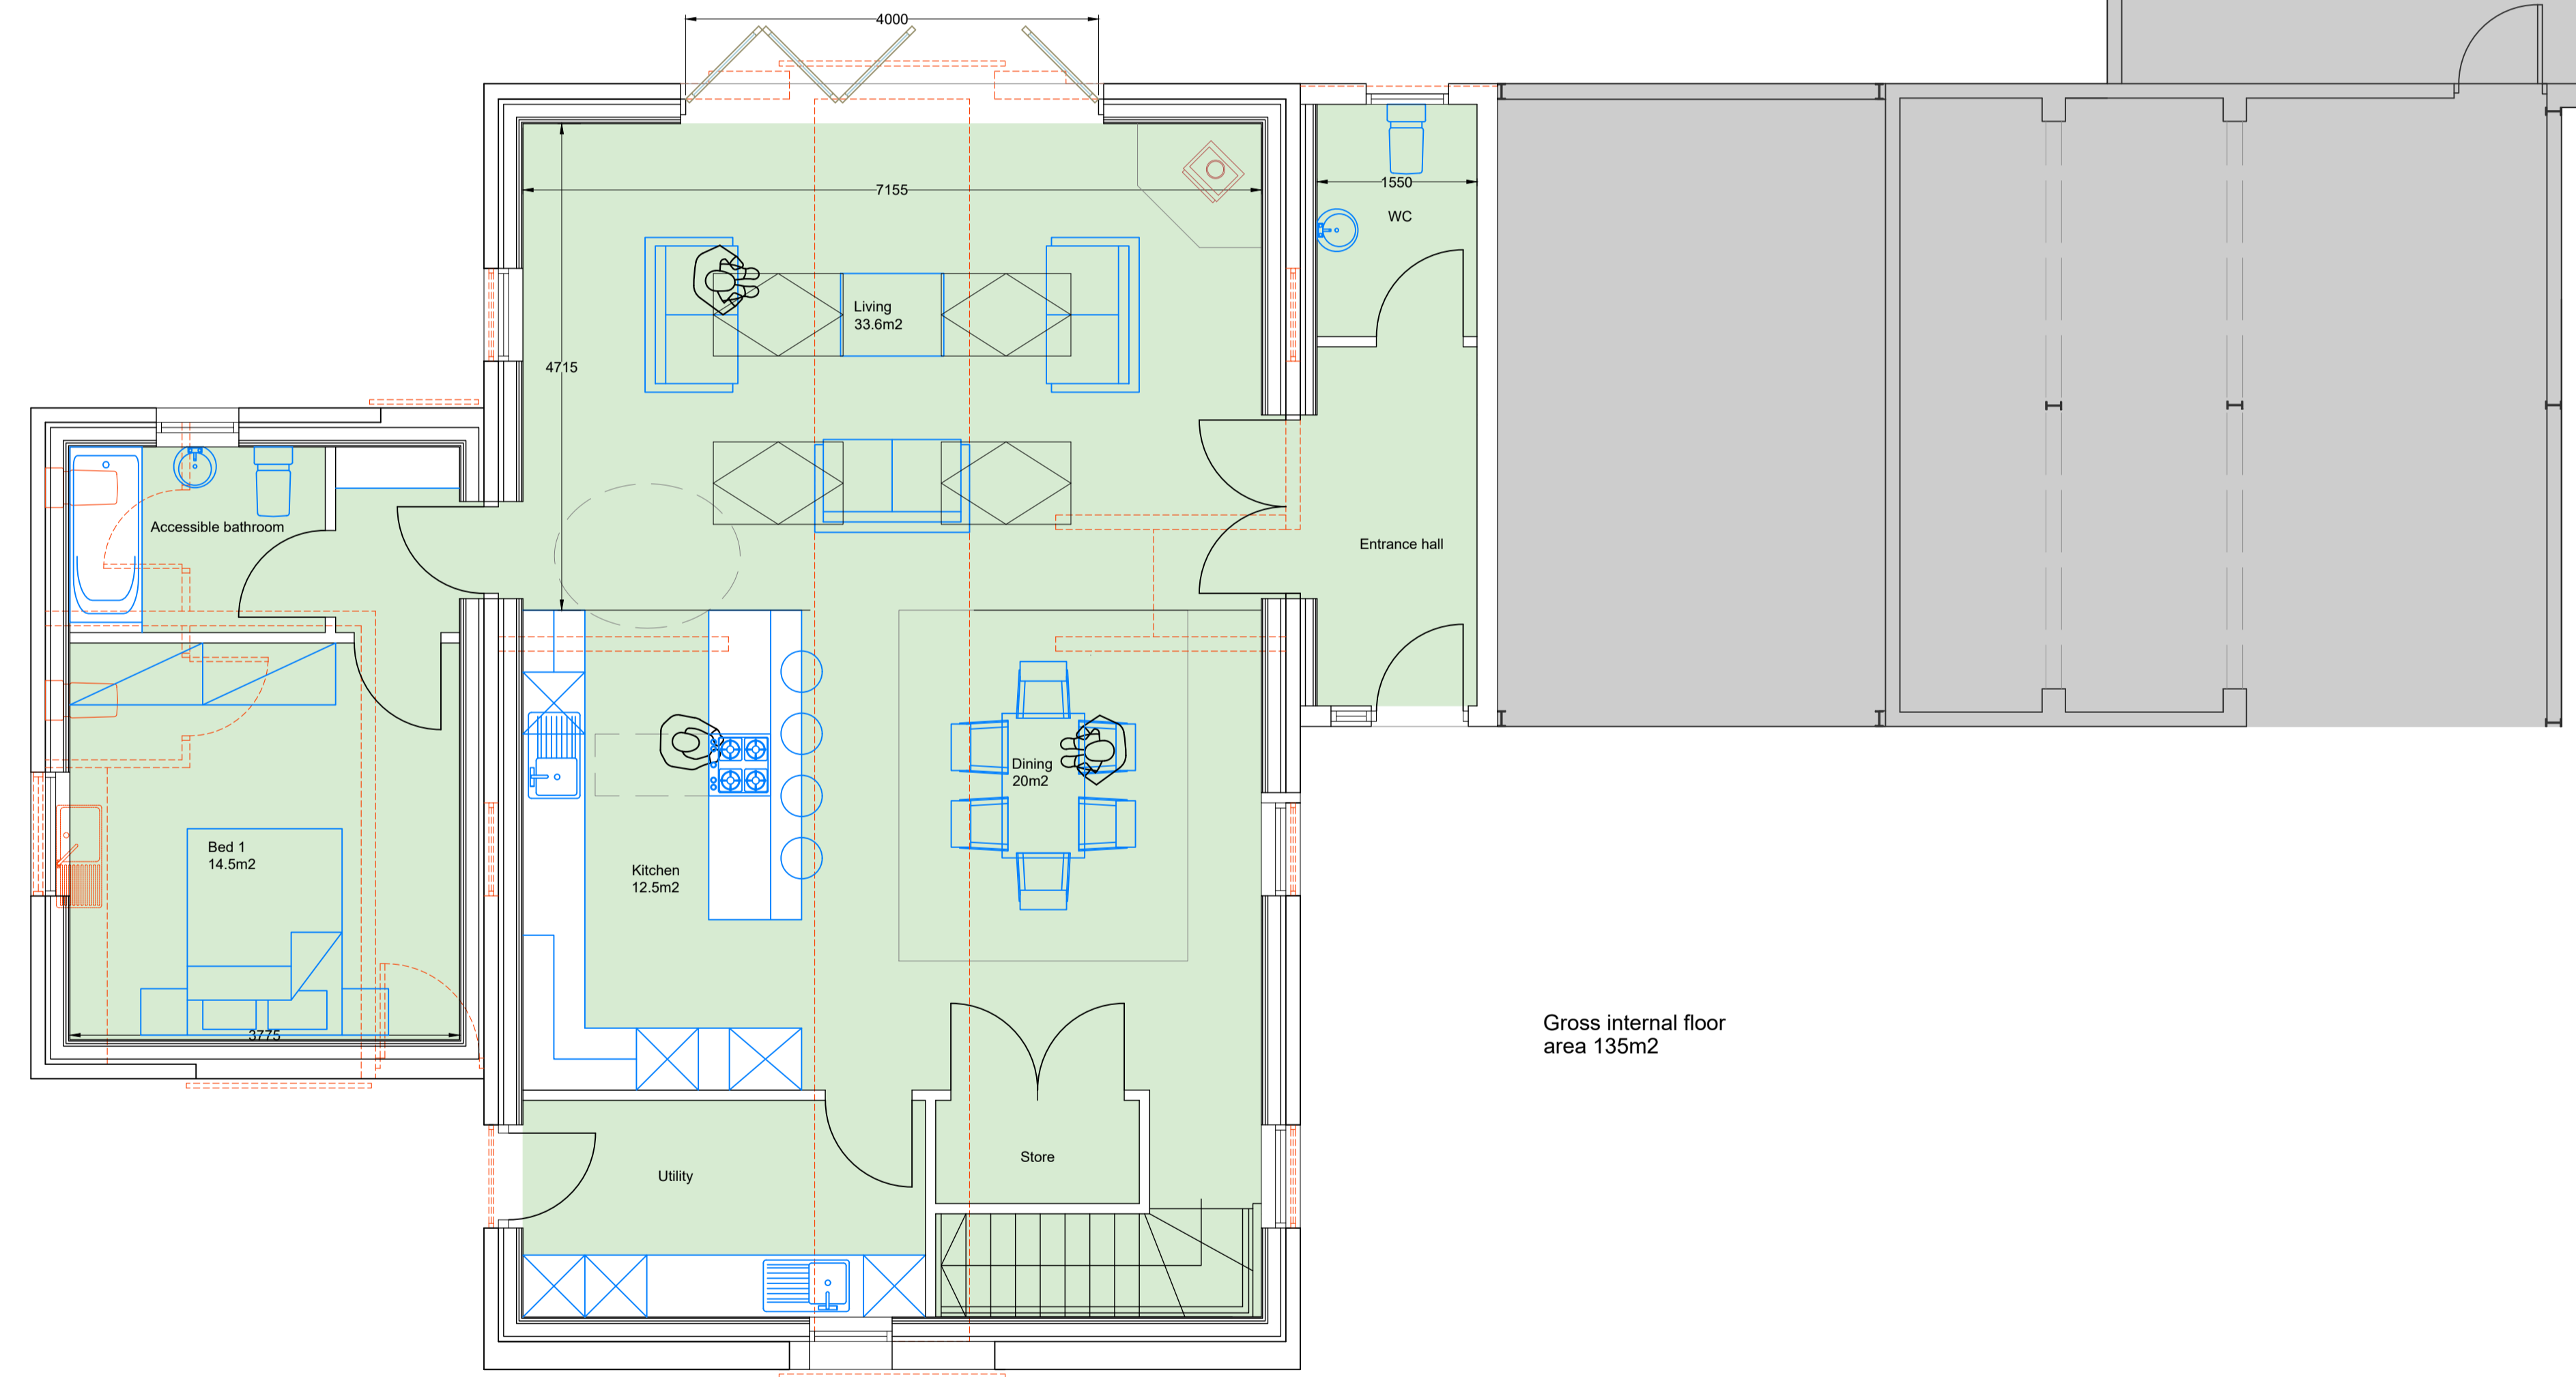 4000
7155
1550
WC
Living
33.6m2
4715
Accessible bathroom
Entrance hall
Dining
20m2
Bed 1
14.5m2
Kitchen
12.5m2
3775
Gross internal floor
area 135m2
Utility
Store